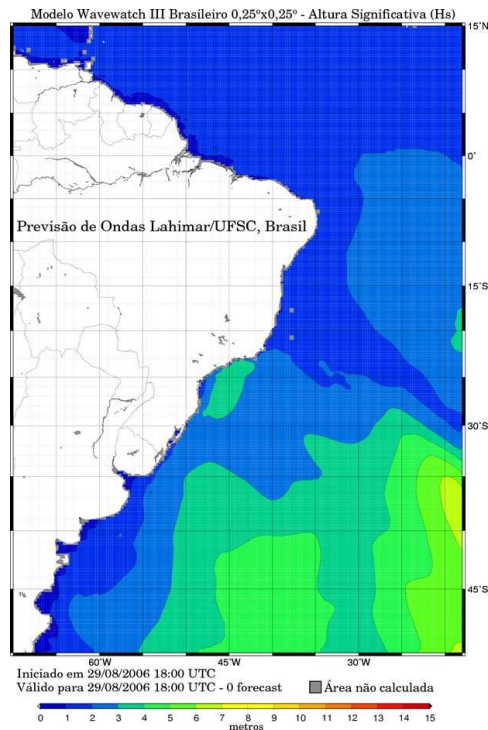 Modelo Wavewatch III Brasileiro 0,25ºx0,25º - Altura Significativa (Hs)
15°N
0°
Previsão de Ondas Lahimar/UFSC, Brasil
15°S
30°S
45°S
60°W 45°W 30°W
Iniciado em 29/08/2006 18:00 UTC
Válido para 29/08/2006 18:00 UTC - 0 forecast Área não calculada
0 1 2 3 4 5 6 7 8 9 10 11 12 13 14 15
metros